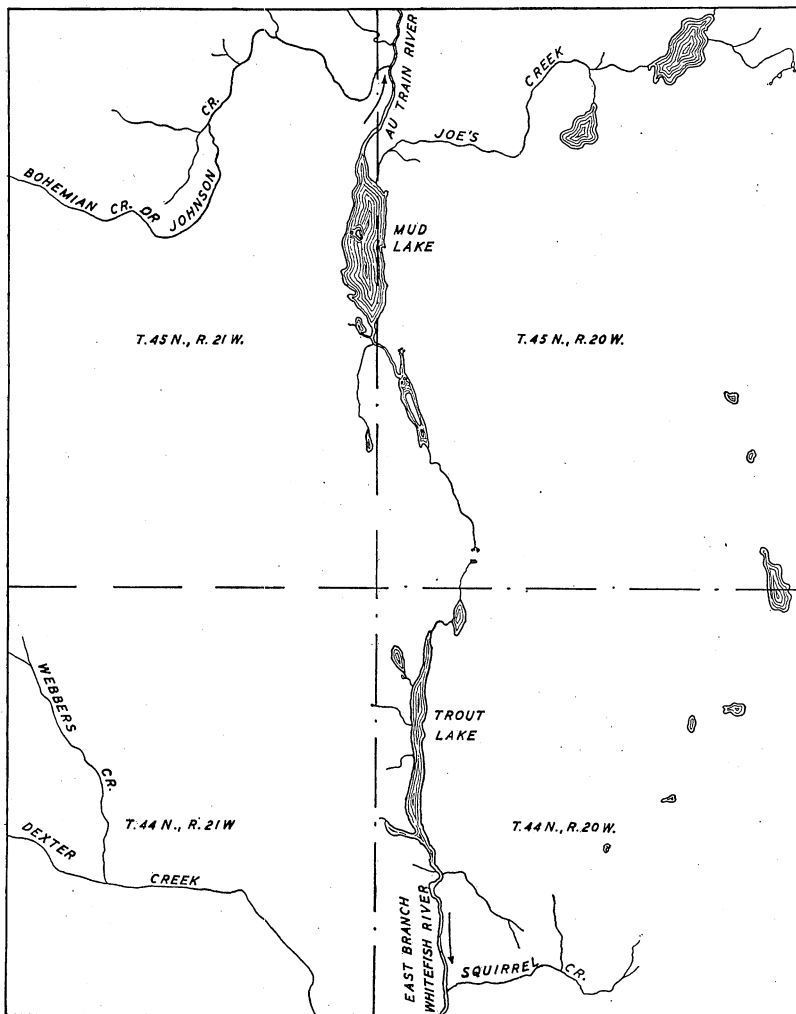 AU TRAIN RIVER
JOE'S CREEK
BOHEMIAN CR. OR JOHNSON CR.
MUD
LAKE
T. 45 N., R. 21 W.
T. 45 N., R. 20 W.
WEBBERS CR.
TROUT
LAKE
T. 44 N., R. 21 W
T. 44 N., R. 20 W.
DEXTER CREEK
EAST BRANCH
WHITEFISH RIVER
SQUIRREL CR.